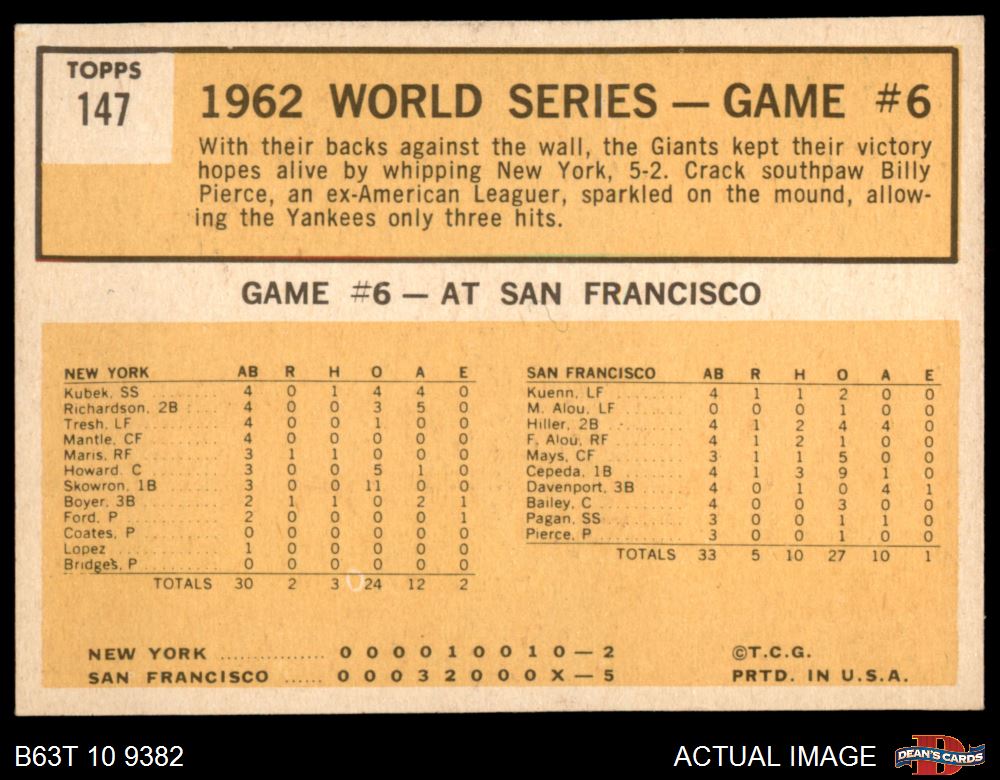 TOPPS
147
1962 WORLD SERIES — GAME #6
With their backs against the wall, the Giants kept their victory
hopes alive by whipping New York, 5-2. Crack southpaw Billy
Pierce, an ex-American Leaguer, sparkled on the mound, allow-
ing the Yankees only three hits.
GAME #6 — AT SAN FRANCISCO
NEW YORK AB R H O A E
Kubek, SS 4 0 1 4 4 0
Richardson, 2B 4 0 0 3 5 0
Tresh, LF 4 0 0 1 0 0
Mantle, CF 4 0 0 0 0 0
Maris, RF 3 1 1 0 0 0
Howard, C 3 0 0 5 1 0
Skowron, 1B 3 0 0 11 0 0
Boyer, 3B 2 1 1 0 2 1
Ford, P 2 0 0 0 0 1
Coates, P 0 0 0 0 0 0
Lopez 1 0 0 0 0 0
Bridges, P 0 0 0 0 0 0
TOTALS 30 2 3 24 12 2
SAN FRANCISCO AB R H O A E
Kuenn, LF 4 1 1 2 0 0
M. Alou, LF 0 0 0 1 0 0
Hiller, 2B 4 1 2 4 4 0
F. Alou, RF 4 1 2 1 0 0
Mays, CF 3 1 1 5 0 0
Cepeda, 1B 4 1 3 9 1 0
Davenport, 3B 4 0 1 0 4 1
Bailey, C 4 0 0 3 0 0
Pagan, SS 3 0 0 1 1 0
Pierce, P 3 0 0 1 0 0
TOTALS 33 5 10 27 10 1
NEW YORK .............. 0 0 0 0 1 0 0 1 0 — 2
SAN FRANCISCO ...... 0 0 0 3 2 0 0 0 X — 5
©T.C.G.
PRTD. IN U.S.A.
B63T 10 9382
ACTUAL IMAGE
D
DEAN'S CARDS